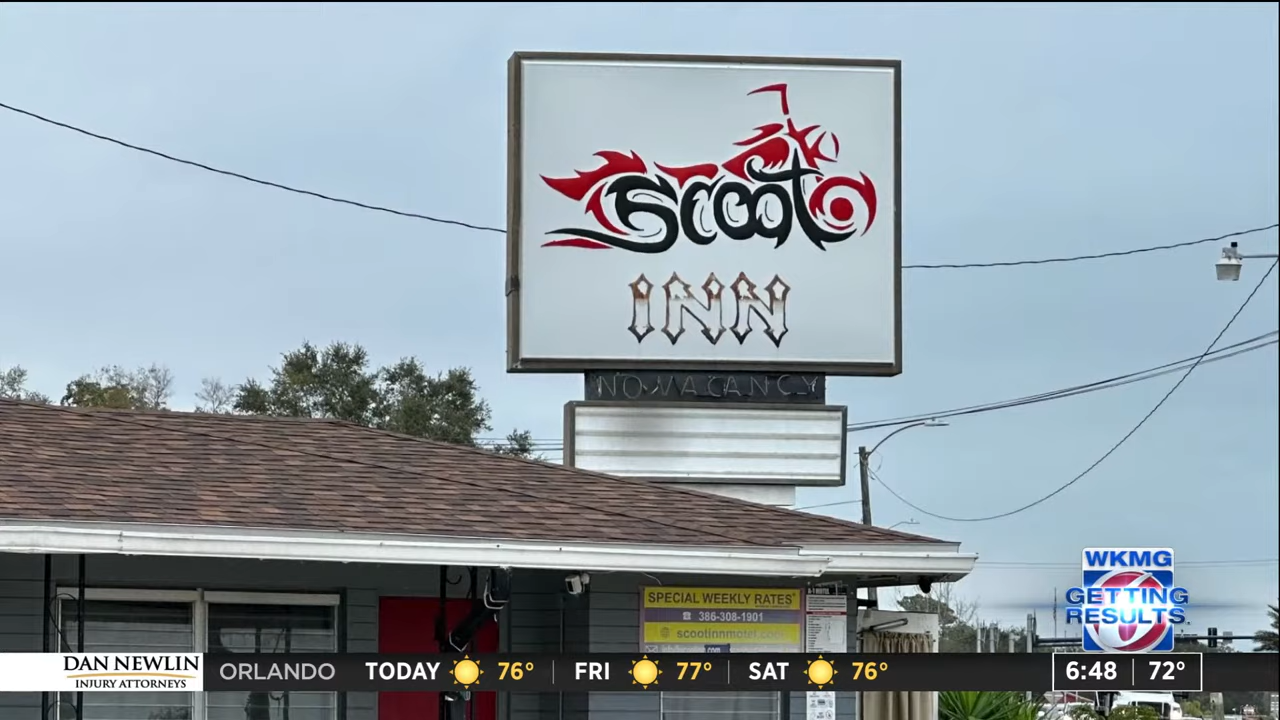 Scoot
INN
NO VACANCY
SPECIAL WEEKLY RATES*
386-308-1901
@ scootinnmotel.com
WKMG
GETTING
RESULTS
DAN NEWLIN
INJURY ATTORNEYS
ORLANDO TODAY 76° FRI 77° SAT 76°
6:48 72°